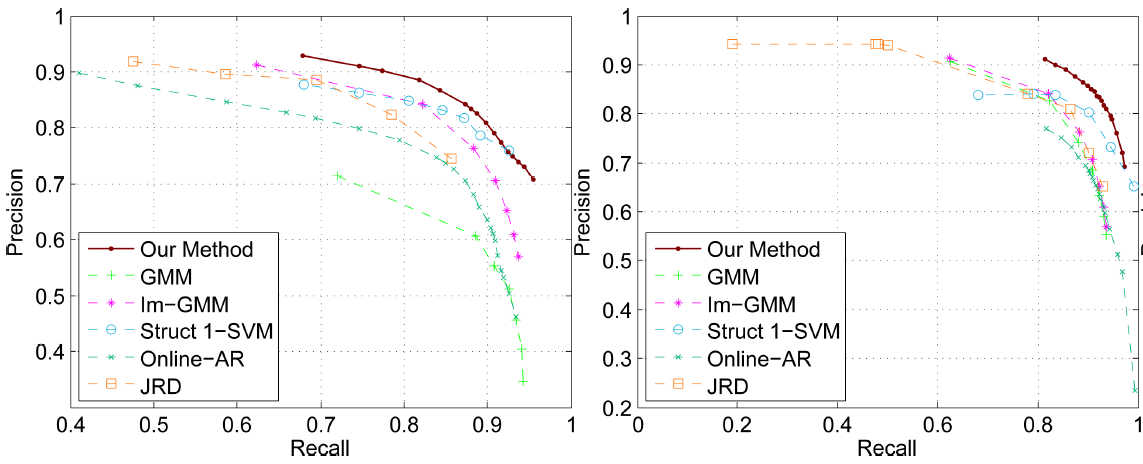 1
0.9
0.8
0.7
0.6
0.5
0.4
Precision
Our Method
GMM
Im-GMM
Struct 1-SVM
Online-AR
JRD
0.4 0.5 0.6 0.7 0.8 0.9 1
Recall
1
0.9
0.8
0.7
0.6
0.5
0.4
0.3
0.2
Precision
Our Method
GMM
Im-GMM
Struct 1-SVM
Online-AR
JRD
0 0.2 0.4 0.6 0.8 1
Recall